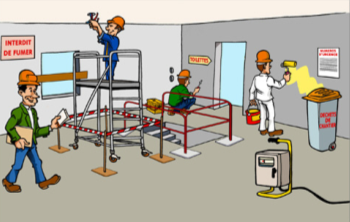 INTERDIT
DE FUMER
TOILETTES
DECHETS
DE
CHANTIER